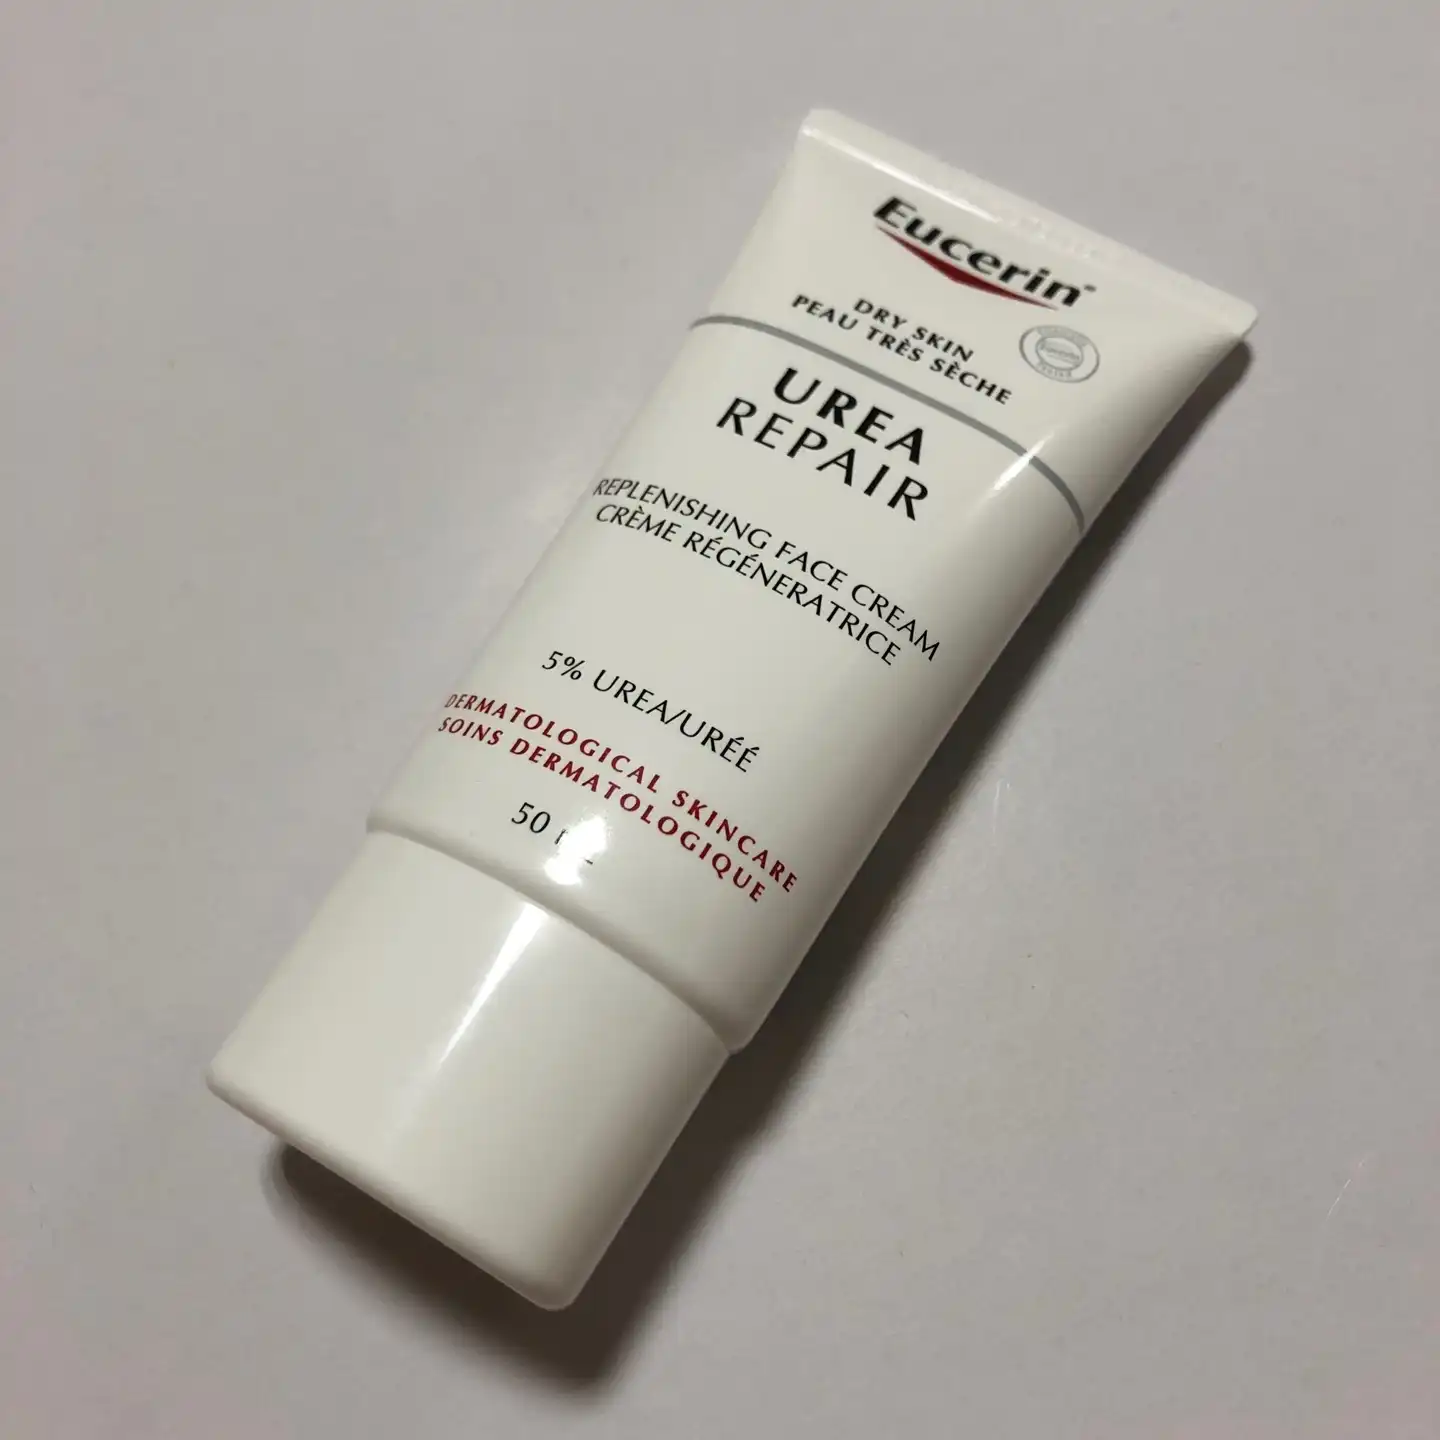 Eucerin
DRY SKIN
PEAU TRÈS SÈCHE
UREA
REPAIR
REPLENISHING FACE CREAM
CRÈME RÉGÉNERATRICE
5% UREA/URÉÉ
DERMATOLOGICAL SKINCARE
SOINS DERMATOLOGIQUE
50